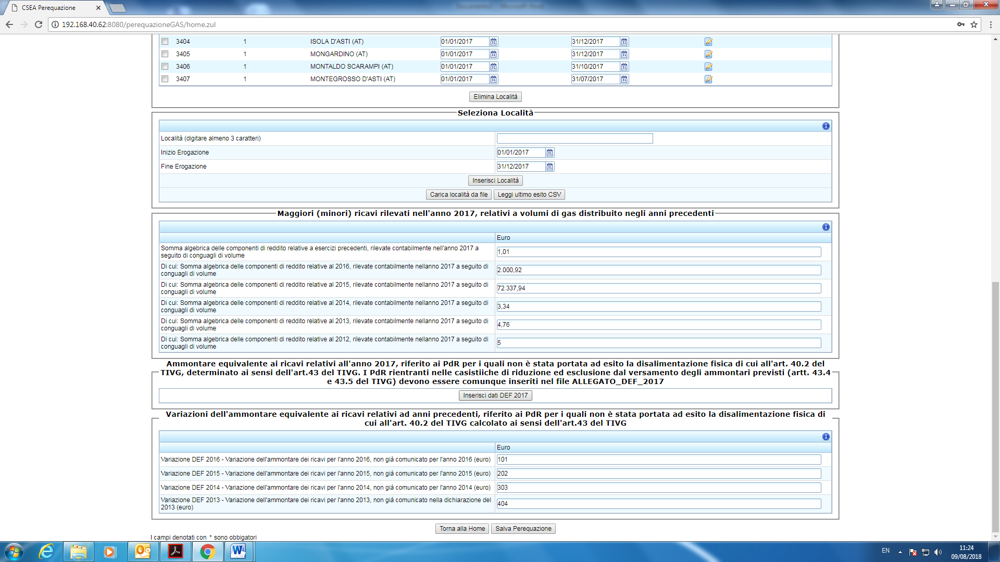 CSEA Perequazione
192.168.40.62:8080/perequazioneGAS/home.zul
3404 1 ISOLA D'ASTI (AT) 01/01/2017 31/12/2017
3405 1 MONGARDINO (AT) 01/01/2017 31/12/2017
3406 1 MONTALDO SCARAMPI (AT) 01/01/2017 31/10/2017
3407 1 MONTEGROSSO D'ASTI (AT) 01/01/2017 31/07/2017
Elimina Località
Seleziona Località
Località (digitare almeno 3 caratteri)
Inizio Erogazione 01/01/2017
Fine Erogazione 31/12/2017
Inserisci Località
Carica località da file Leggi ultimo esito CSV
Maggiori (minori) ricavi rilevati nell'anno 2017, relativi a volumi di gas distribuito negli anni precedenti
Euro
Somma algebrica delle componenti di reddito relative a esercizi precedenti, rilevate contabilmente nell'anno 2017 a
seguito di conguagli di volume
1,01
Di cui: Somma algebrica delle componenti di reddito relative al 2016, rilevate contabilmente nellanno 2017 a seguito di
conguagli di volume
2.000,92
Di cui: Somma algebrica delle componenti di reddito relative al 2015, rilevate contabilmente nellanno 2017 a seguito di
conguagli di volume
72.337,94
Di cui: Somma algebrica delle componenti di reddito relative al 2014, rilevate contabilmente nellanno 2017 a seguito di
conguagli di volume
3,34
Di cui: Somma algebrica delle componenti di reddito relative al 2013, rilevate contabilmente nellanno 2017 a seguito di
conguagli di volume
4,76
Di cui: Somma algebrica delle componenti di reddito relative al 2012, rilevate contabilmente nellanno 2017 a seguito di
conguagli di volume
5
Ammontare equivalente ai ricavi relativi all'anno 2017, riferito ai PdR per i quali non è stata portata ad esito la disalimentazione fisica di cui all'art. 40.2 del
TIVG, determinato ai sensi dell'art.43 del TIVG. I PdR rientranti nelle casistiiche di riduzione ed esclusione dal versamento degli ammontari previsti (artt. 43.4
e 43.5 del TIVG) devono essere comunque inseriti nel file ALLEGATO_DEF_2017
Inserisci dati DEF 2017
Variazioni dell'ammontare equivalente ai ricavi relativi ad anni precedenti, riferito ai PdR per i quali non è stata portata ad esito la disalimentazione fisica di
cui all'art. 40.2 del TIVG calcolato ai sensi dell'art.43 del TIVG
Euro
Variazione DEF 2016 - Variazione dell'ammontare dei ricavi per l'anno 2016, non già comunicato per l'anno 2016 (euro) 101
Variazione DEF 2015 - Variazione dell'ammontare dei ricavi per l'anno 2015, non già comunicato per l'anno 2015 (euro) 202
Variazione DEF 2014 - Variazione dell'ammontare dei ricavi per l'anno 2014, non già comunicato per l'anno 2014 (euro) 303
Variazione DEF 2013 - Variazione dell'ammontare dei ricavi per l'anno 2013, non già comunicato nella dichiarazione del
2013 (euro)
404
Torna alla Home Salva Perequazione
I campi denotati con * sono obbigatori
EN
11:24
09/08/2018